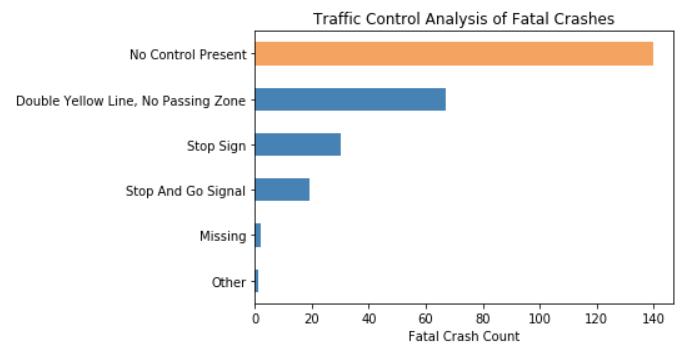 Traffic Control Analysis of Fatal Crashes
No Control Present
Double Yellow Line, No Passing Zone
Stop Sign
Stop And Go Signal
Missing
Other
0 20 40 60 80 100 120 140
Fatal Crash Count